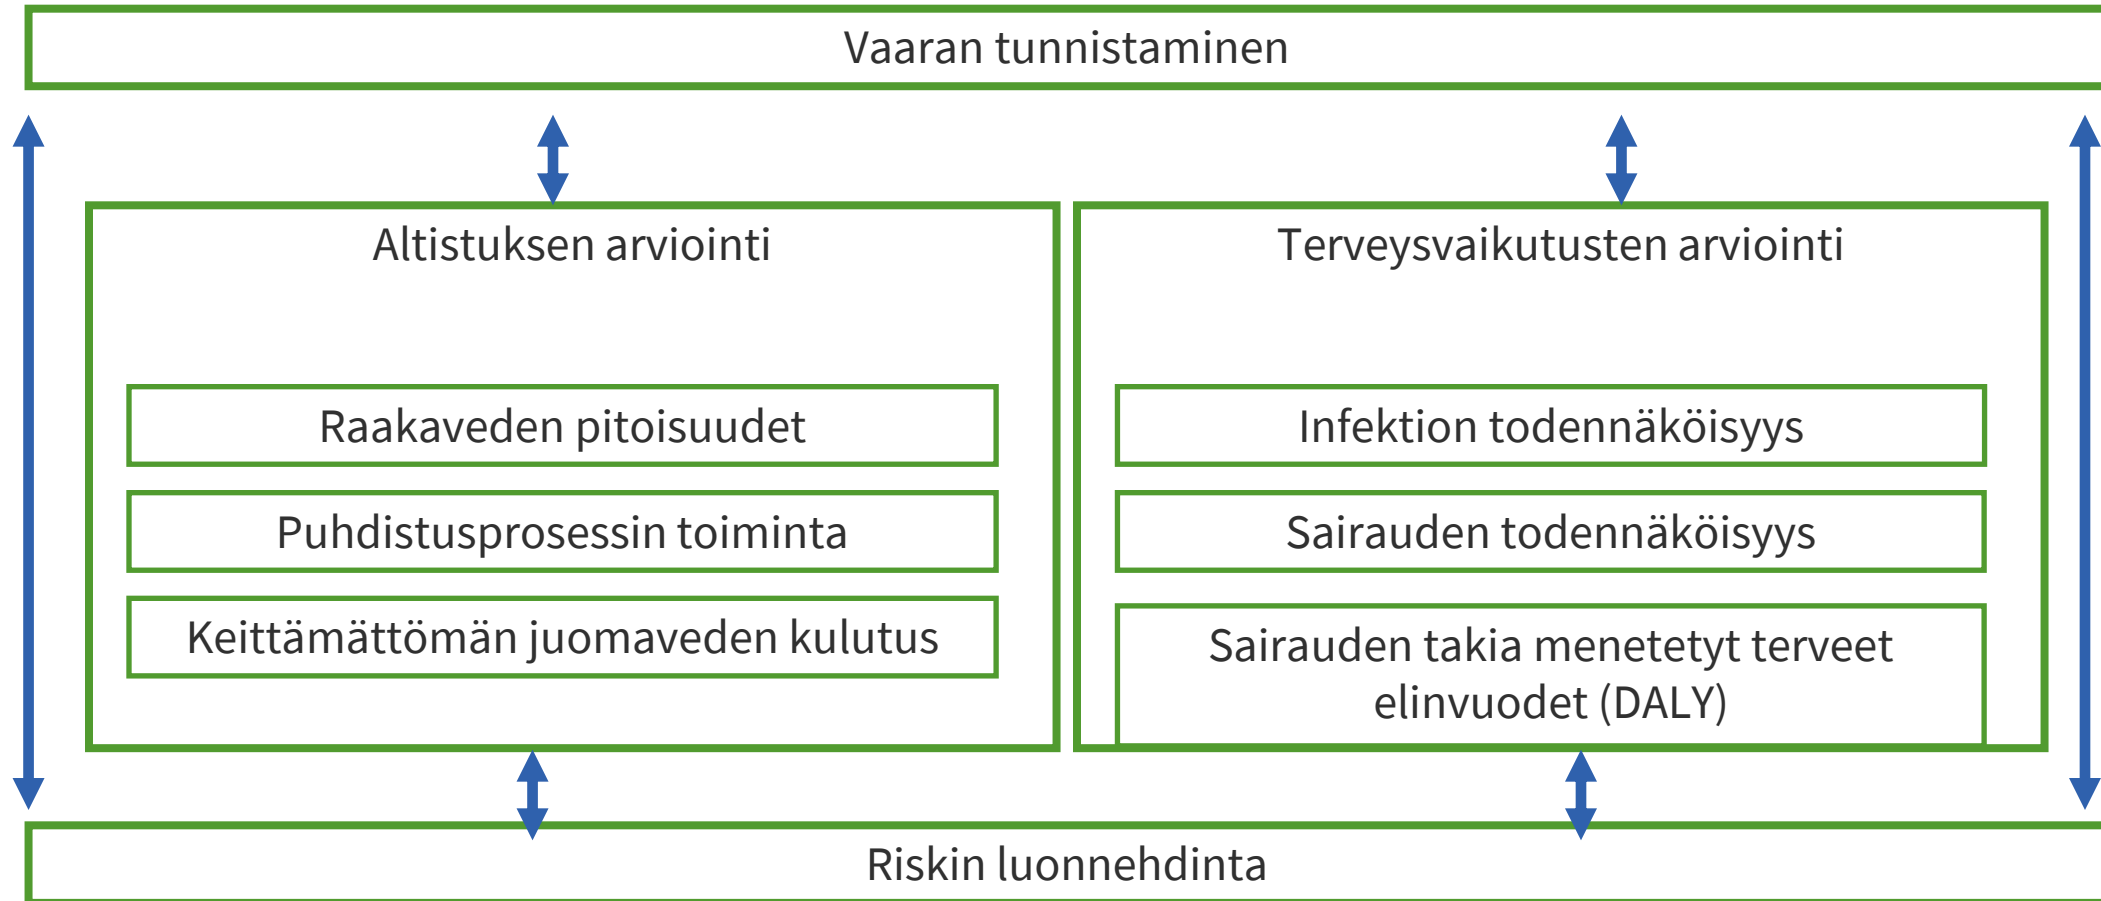 Vaaran tunnistaminen
Altistuksen arviointi
Raakaveden pitoisuudet
Puhdistusprosessin toiminta
Keittämättömän juomaveden kulutus
Terveysvaikutusten arviointi
Infektion todennäköisyys
Sairauden todennäköisyys
Sairauden takia menetetyt terveet
elinvuodet (DALY)
Riskin luonnehdinta